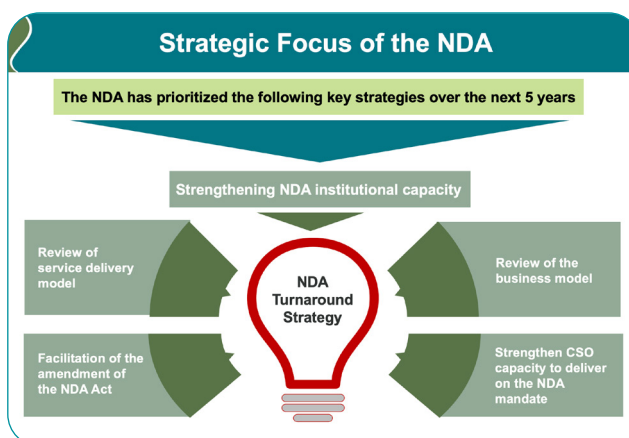 Strategic Focus of the NDA
The NDA has prioritized the following key strategies over the next 5 years
Strengthening NDA institutional capacity
Review of
service delivery
model
NDA
Turnaround
Strategy
Review of the
business model
Facilitation of the
amendment of
the NDA Act
Strengthen CSO
capacity to deliver
on the NDA
mandate